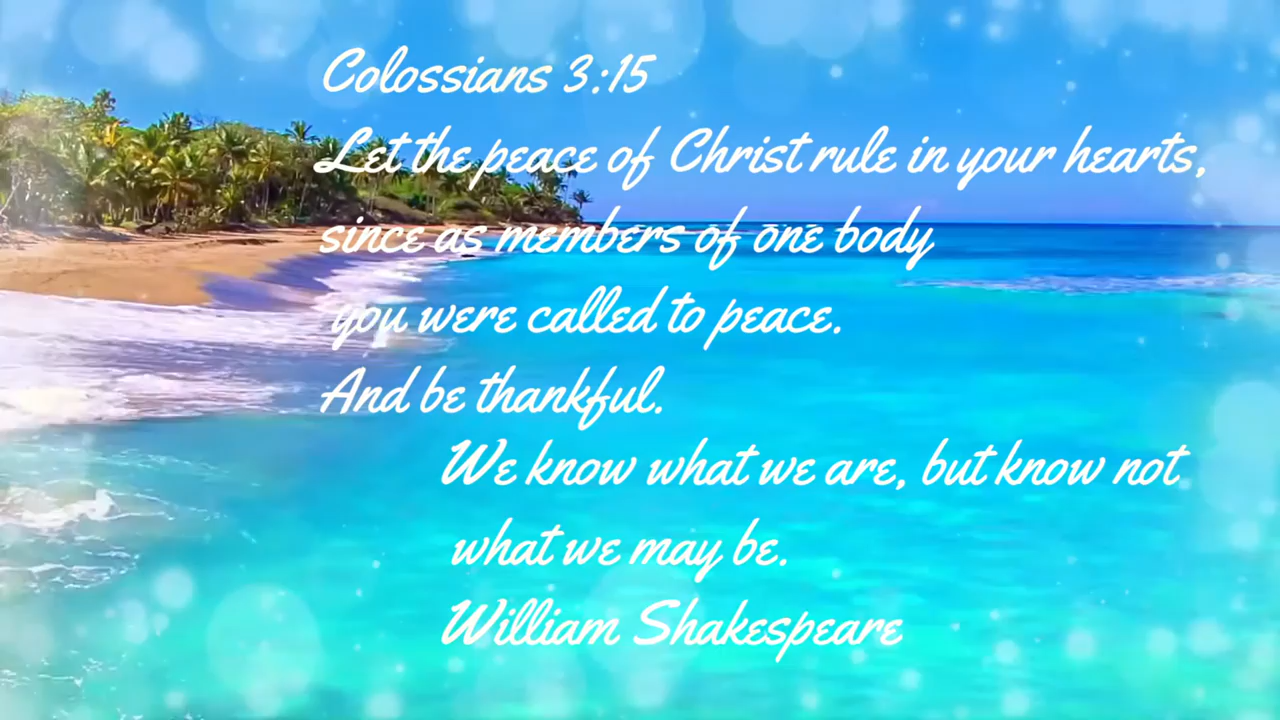 Colossians 3:15
Let the peace of Christ rule in your hearts,
since as members of one body
you were called to peace.
And be thankful.
We know what we are, but know not
what we may be.
William Shakespeare